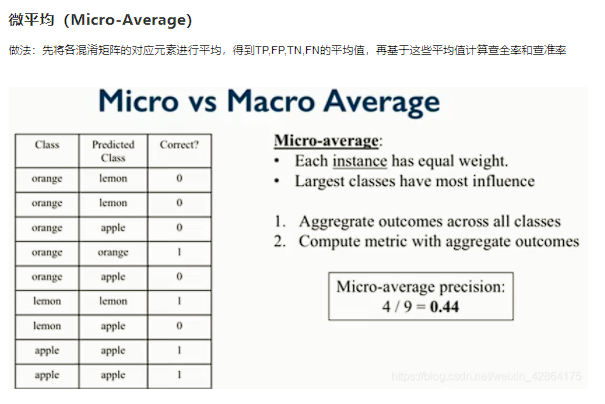 微平均（Micro-Average）
做法：先将各混淆矩阵的对应元素进行平均，得到TP,FP,TN,FN的平均值，再基于这些平均值计算查全率和查准率
Micro vs Macro Average
Class Predicted Class Correct?
orange lemon 0
orange lemon 0
orange apple 0
orange orange 1
orange apple 0
lemon lemon 1
lemon apple 0
apple apple 1
apple apple 1
Micro-average:
• Each instance has equal weight.
• Largest classes have most influence
1. Aggregrate outcomes across all classes
2. Compute metric with aggregate outcomes
Micro-average precision:
4 / 9 = 0.44
https://blog.csdn.net/weixin_42864175